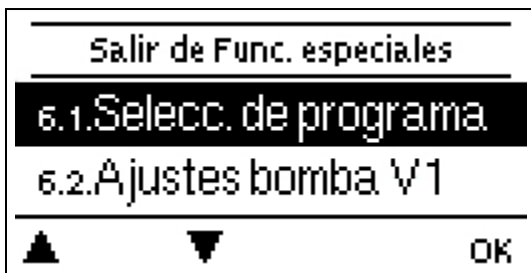 Salir de Func. especiales
6.1.Selecc. de programa
6.2.Ajustes bomba V1
OK